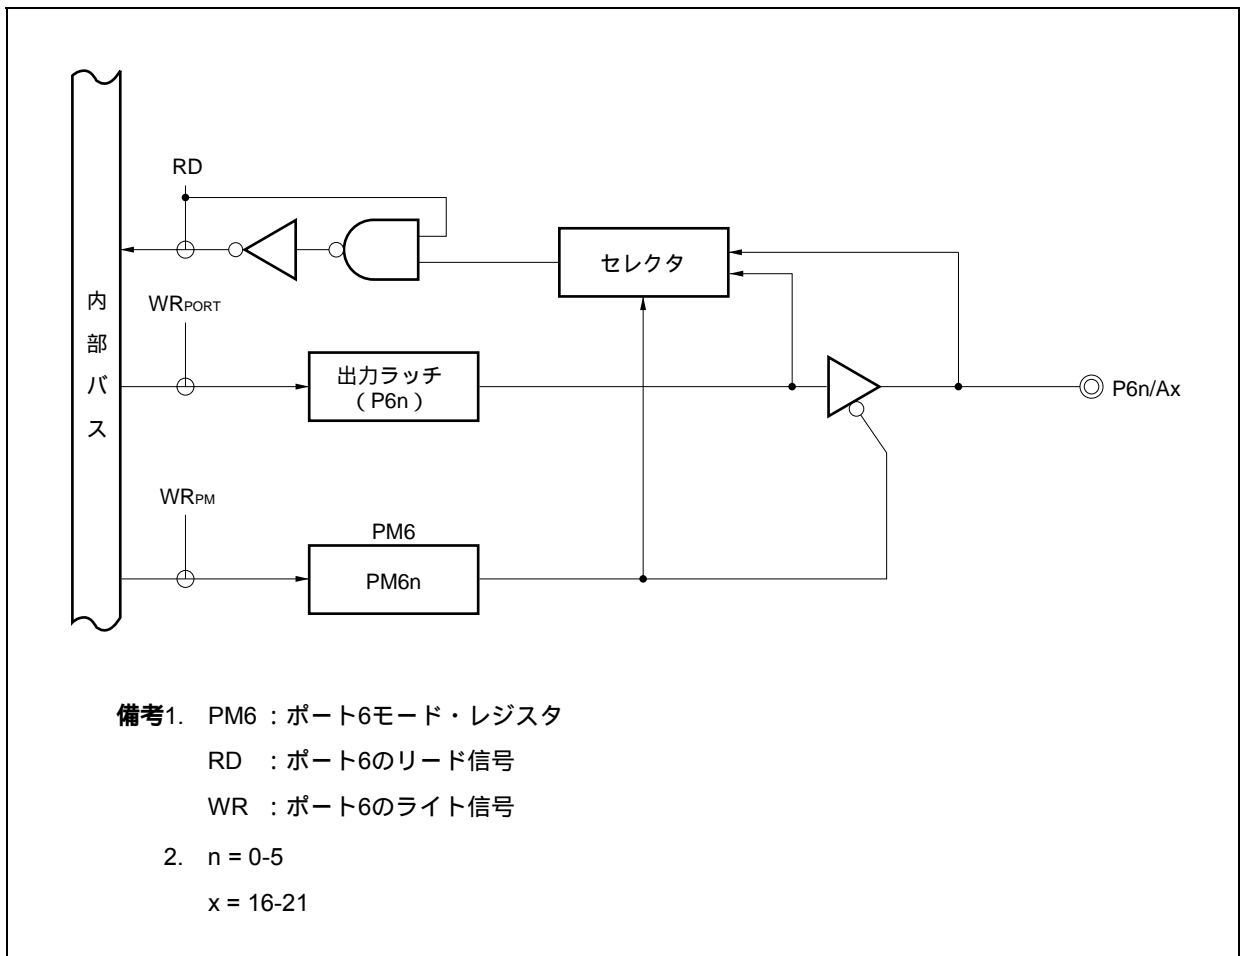 RD
セレクタ
内部バス
WRPORT
出力ラッチ
(P6n)
P6n/Ax
WRPM
PM6
PM6n
備考1. PM6 :ポート6モード・レジスタ
RD :ポート6のリード信号
WR :ポート6のライト信号
2. n = 0-5
x = 16-21